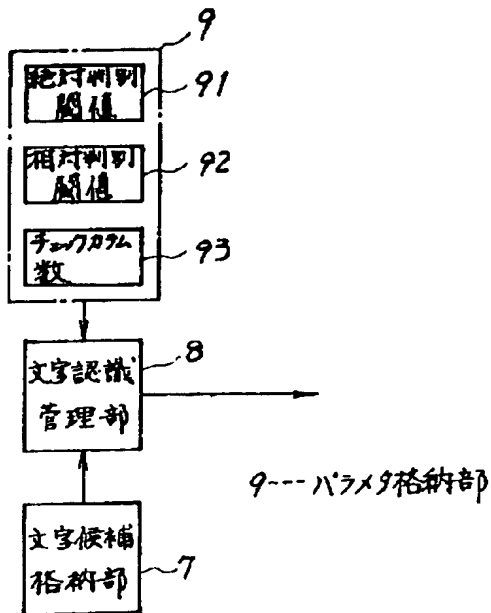 9
絶対判別
閾値
91
相対判別
閾値
92
チェックカラム
数
93
文字認識
管理部
8
9---パラメタ格納部
文字候補
格納部
7